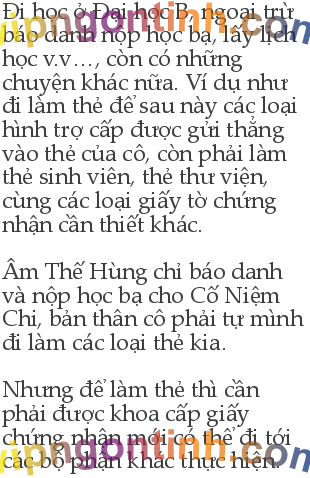 Đi học ở Đại học B, ngoại trừ
báo danh nộp học bạ, lấy lịch
học v.v…, còn có những
chuyện khác nữa. Ví dụ như
đi làm thẻ để sau này các loại
hình trợ cấp được gửi thẳng
vào thẻ của cô, còn phải làm
thẻ sinh viên, thẻ thư viện,
cùng các loại giấy tờ chứng
nhận cần thiết khác.
Âm Thế Hùng chỉ báo danh
và nộp học bạ cho Cố Niệm
Chi, bản thân cô phải tự mình
đi làm các loại thẻ kia.
Nhưng để làm thẻ thì cần
phải được khoa cấp giấy
chứng nhận mới có thể đi tới
các bộ phận khác thực hiện.
vipngontinh.com
vipngontinh.com